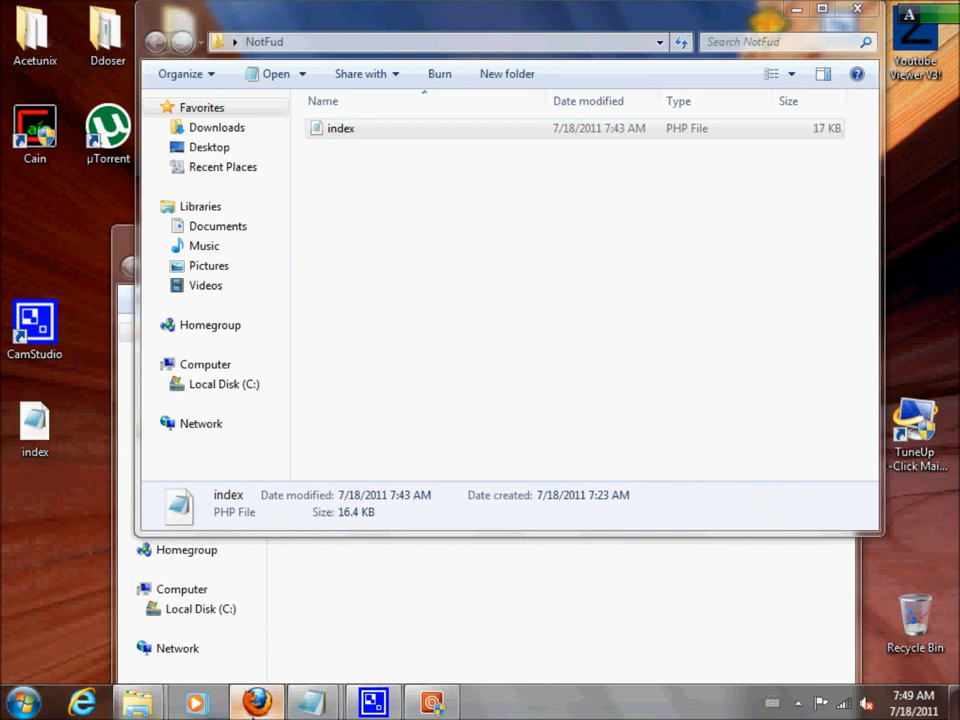 A
NotFud
Search NotFud
Acetunix
Ddoser
Youtube
Viewer V3!
Organize
Open
Share with
Burn
New folder
Name
Date modified
Type
Size
Favorites
index
7/18/2011 7:43 AM
PHP File
17 KB
Downloads
Desktop
Cain
µTorrent
Recent Places
Libraries
Documents
Music
Pictures
Videos
Homegroup
CamStudio
Computer
Local Disk (C:)
Network
index
TuneUp
-Click Mai...
index
Date modified: 7/18/2011 7:43 AM
Date created: 7/18/2011 7:23 AM
PHP File
Size: 16.4 KB
Homegroup
Computer
Local Disk (C:)
Network
Recycle Bin
7:49 AM
7/18/2011